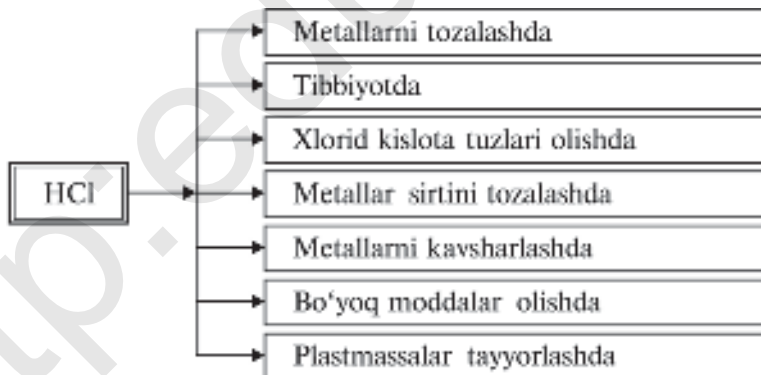 Metallarni tozalashda
Tibbiyotda
Xlorid kislota tuzlari olishda
HCl
Metallar sirtini tozalashda
Metallarni kavsharlashda
Bo‘yoq moddalar olishda
Plastmassalar tayyorlashda